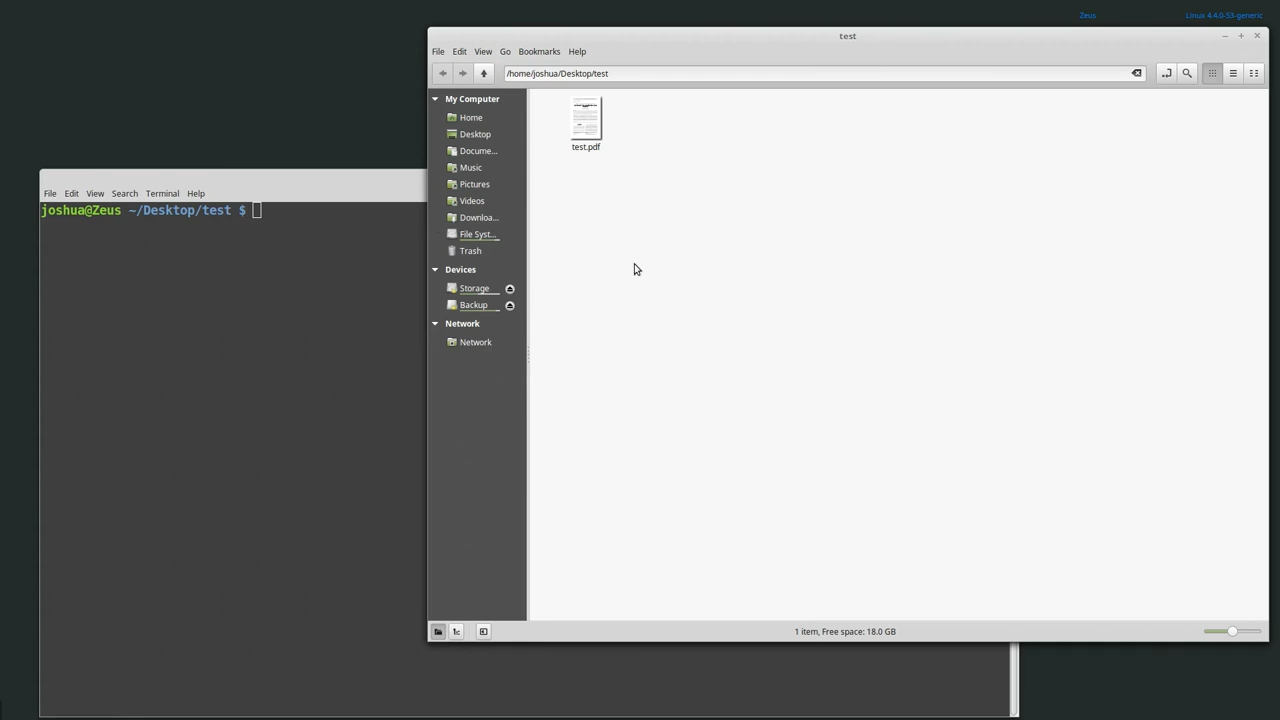 Zeus
Linux 4.4.0-53-generic
test
File Edit View Go Bookmarks Help
/home/joshua/Desktop/test
My Computer
Home
Desktop
Docume...
Music
Pictures
Videos
Downloa...
File Syst...
Trash
Devices
Storage
Backup
Network
Network
test.pdf
1 item, Free space: 18.0 GB
File Edit View Search Terminal Help
joshua@Zeus ~/Desktop/test $